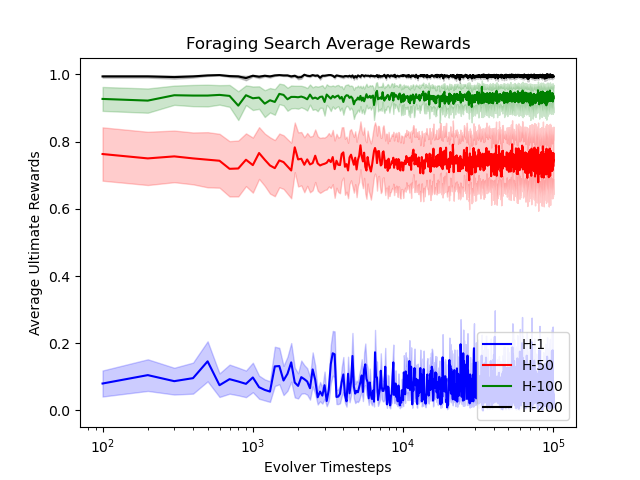 Foraging Search Average Rewards
Average Ultimate Rewards
1.0
0.8
0.6
0.4
0.2
0.0
H-1
H-50
H-100
H-200
10²
10³
10⁴
10⁵
Evolver Timesteps